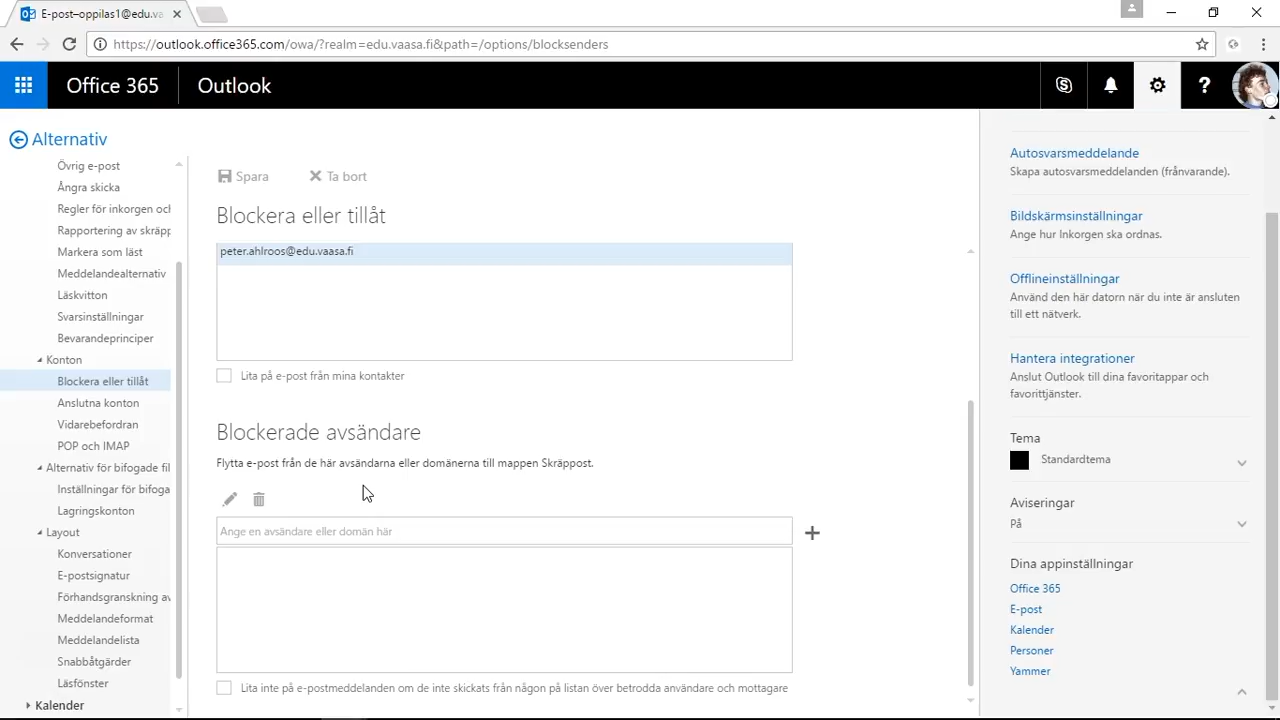 E-post–oppilas1@edu.va
https://outlook.office365.com/owa/?realm=edu.vaasa.fi&path=/options/blocksenders
Office 365
Outlook
?
Alternativ
Övrig e-post
Ångra skicka
Regler för inkorgen och
Rapportering av skräpp
Markera som läst
Meddelandealternativ
Läskvitton
Svarsinställningar
Bevarandeprinciper
Konton
Blockera eller tillåt
Anslutna konton
Vidarebefordran
POP och IMAP
Alternativ för bifogade fil
Inställningar för bifoga
Lagringskonton
Layout
Konversationer
E-postsignatur
Förhandsgranskning av
Meddelandeformat
Meddelandelista
Snabbåtgärder
Läsfönster
Kalender
Spara
Ta bort
Blockera eller tillåt
peter.ahlroos@edu.vaasa.fi
Lita på e-post från mina kontakter
Blockerade avsändare
Flytta e-post från de här avsändarna eller domänerna till mappen Skräppost.
Ange en avsändare eller domän här
Lita inte på e-postmeddelanden om de inte skickats från någon på listan över betrodda avsändare och mottagare
Autosvarsmeddelande
Skapa autosvarsmeddelanden (frånvarande).
Bildskärmsinställningar
Ange hur Inkorgen ska ordnas.
Offlineinställningar
Använd den här datorn när du inte är ansluten
till ett nätverk.
Hantera integrationer
Anslut Outlook till dina favoritappar och
favorittjänster.
Tema
Standardtema
Aviseringar
På
Dina appinställningar
Office 365
E-post
Kalender
Personer
Yammer